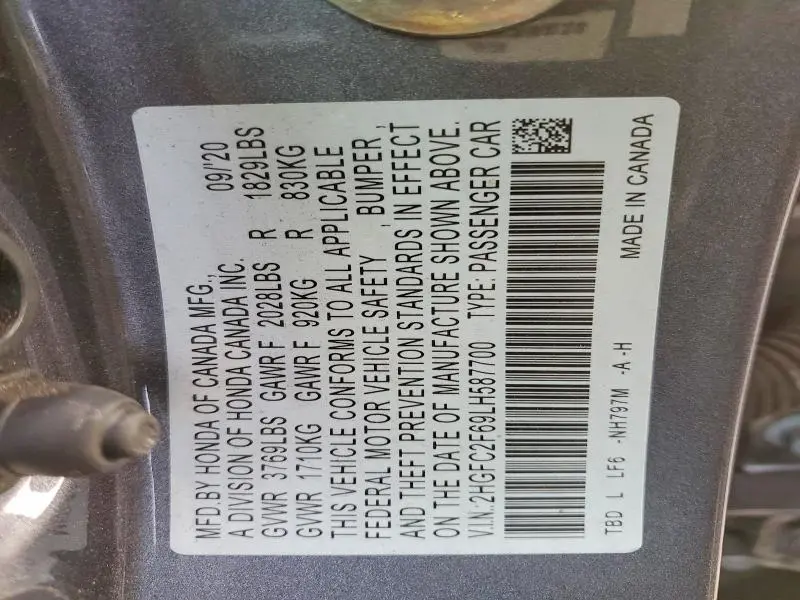 MFD.BY HONDA OF CANADA MFG., 09/'20
A DIVISION OF HONDA CANADA INC.
GVWR 3769LBS GAWR F 2028LBS R 1829LBS
GVWR 1710KG GAWR F 920KG R 830KG
THIS VEHICLE CONFORMS TO ALL APPLICABLE
FEDERAL MOTOR VEHICLE SAFETY , BUMPER ,
AND THEFT PREVENTION STANDARDS IN EFFECT
ON THE DATE OF MANUFACTURE SHOWN ABOVE.
V.I.N.:2HGFC2F69LH587700 TYPE: PASSENGER CAR
TBD L LF6 -NH797M -A -H MADE IN CANADA